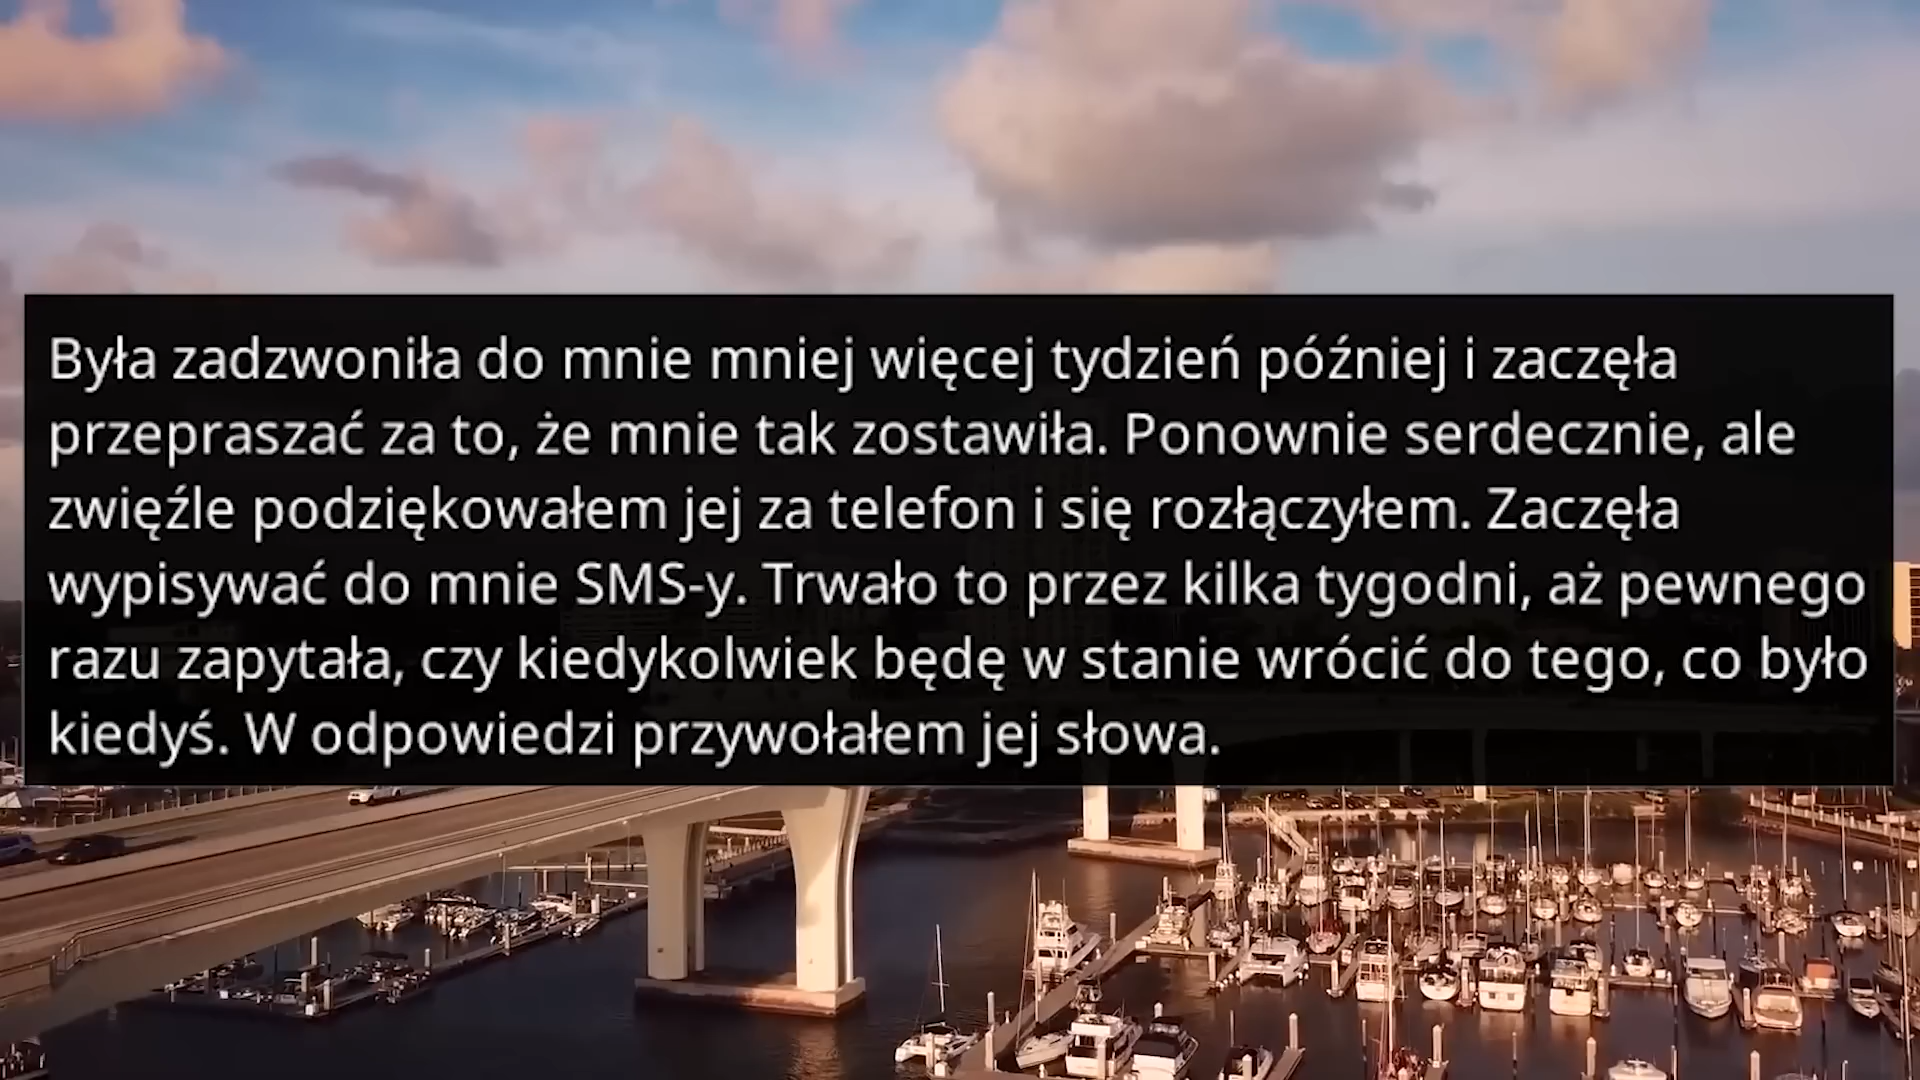 Była zadzwoniła do mnie mniej więcej tydzień później i zaczęła
przepraszać za to, że mnie tak zostawiła. Ponownie serdecznie, ale
zwięźle podziękowałem jej za telefon i się rozłączyłem. Zaczęła
wypisywać do mnie SMS-y. Trwało to przez kilka tygodni, aż pewnego
razu zapytała, czy kiedykolwiek będę w stanie wrócić do tego, co było
kiedyś. W odpowiedzi przywołałem jej słowa.